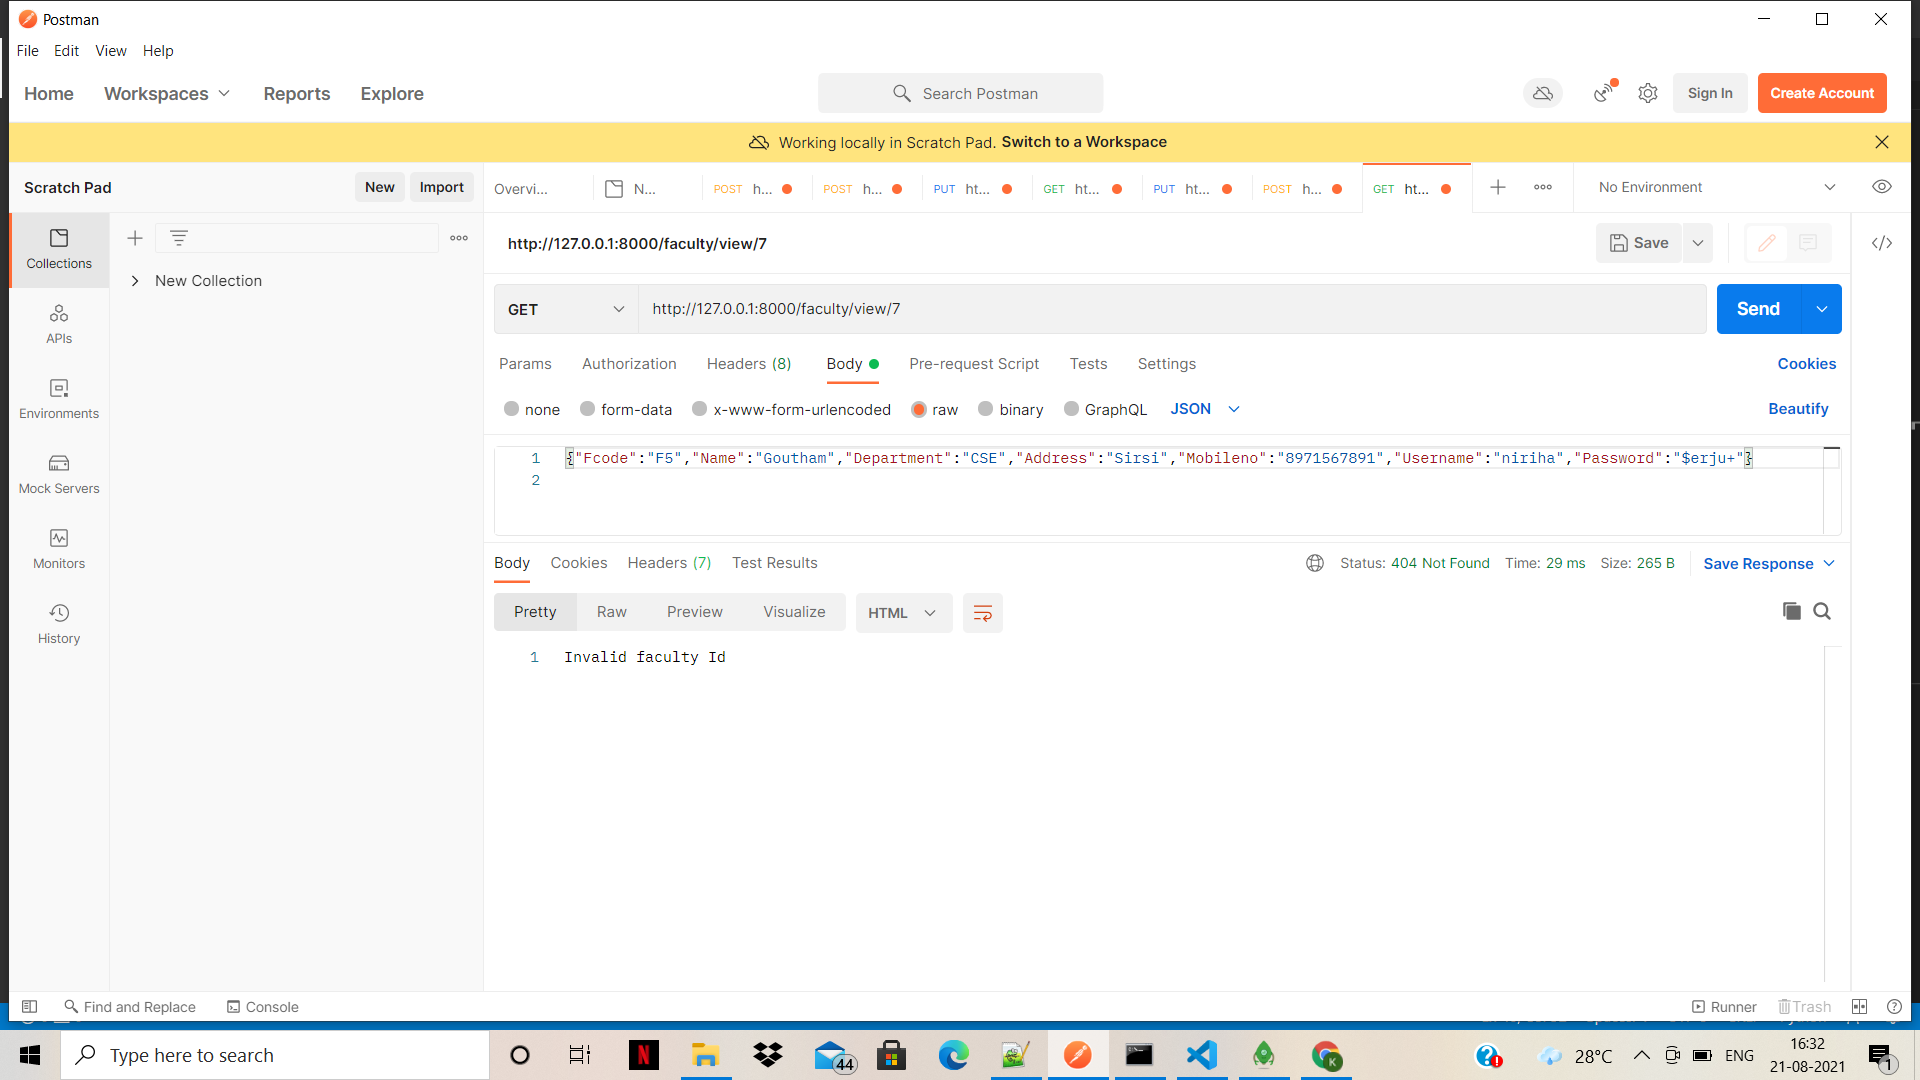 Postman
File Edit View Help
Home Workspaces Reports Explore Search Postman Sign In Create Account
Working locally in Scratch Pad. Switch to a Workspace
Scratch Pad New Import Overvi... N... POST h... POST h... PUT ht... GET ht... PUT ht... POST h... GET ht... No Environment
Collections
New Collection
APIs
Environments
Mock Servers
Monitors
History
http://127.0.0.1:8000/faculty/view/7 Save
GET http://127.0.0.1:8000/faculty/view/7 Send
Params Authorization Headers (8) Body Pre-request Script Tests Settings Cookies
none form-data x-www-form-urlencoded raw binary GraphQL JSON Beautify
1 {"Fcode":"F5","Name":"Goutham","Department":"CSE","Address":"Sirsi","Mobileno":"8971567891","Username":"niriha","Password":"$erju+"}
2
Body Cookies Headers (7) Test Results Status: 404 Not Found Time: 29 ms Size: 265 B Save Response
Pretty Raw Preview Visualize HTML
1 Invalid faculty Id
Find and Replace Console Runner Trash
Type here to search 44 28°C ENG 16:32
21-08-2021 1